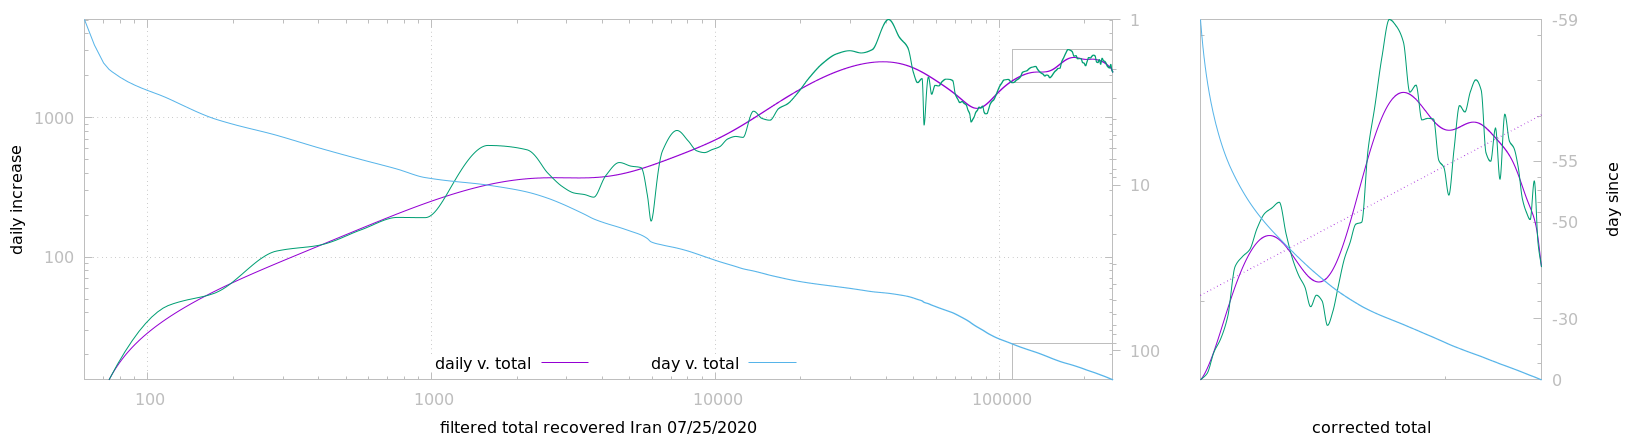 daily increase
1000
100
100
1000
10000
100000
1
10
100
daily v. total
day v. total
filtered total recovered Iran 07/25/2020
-59
-55
-50
-30
0
day since
corrected total